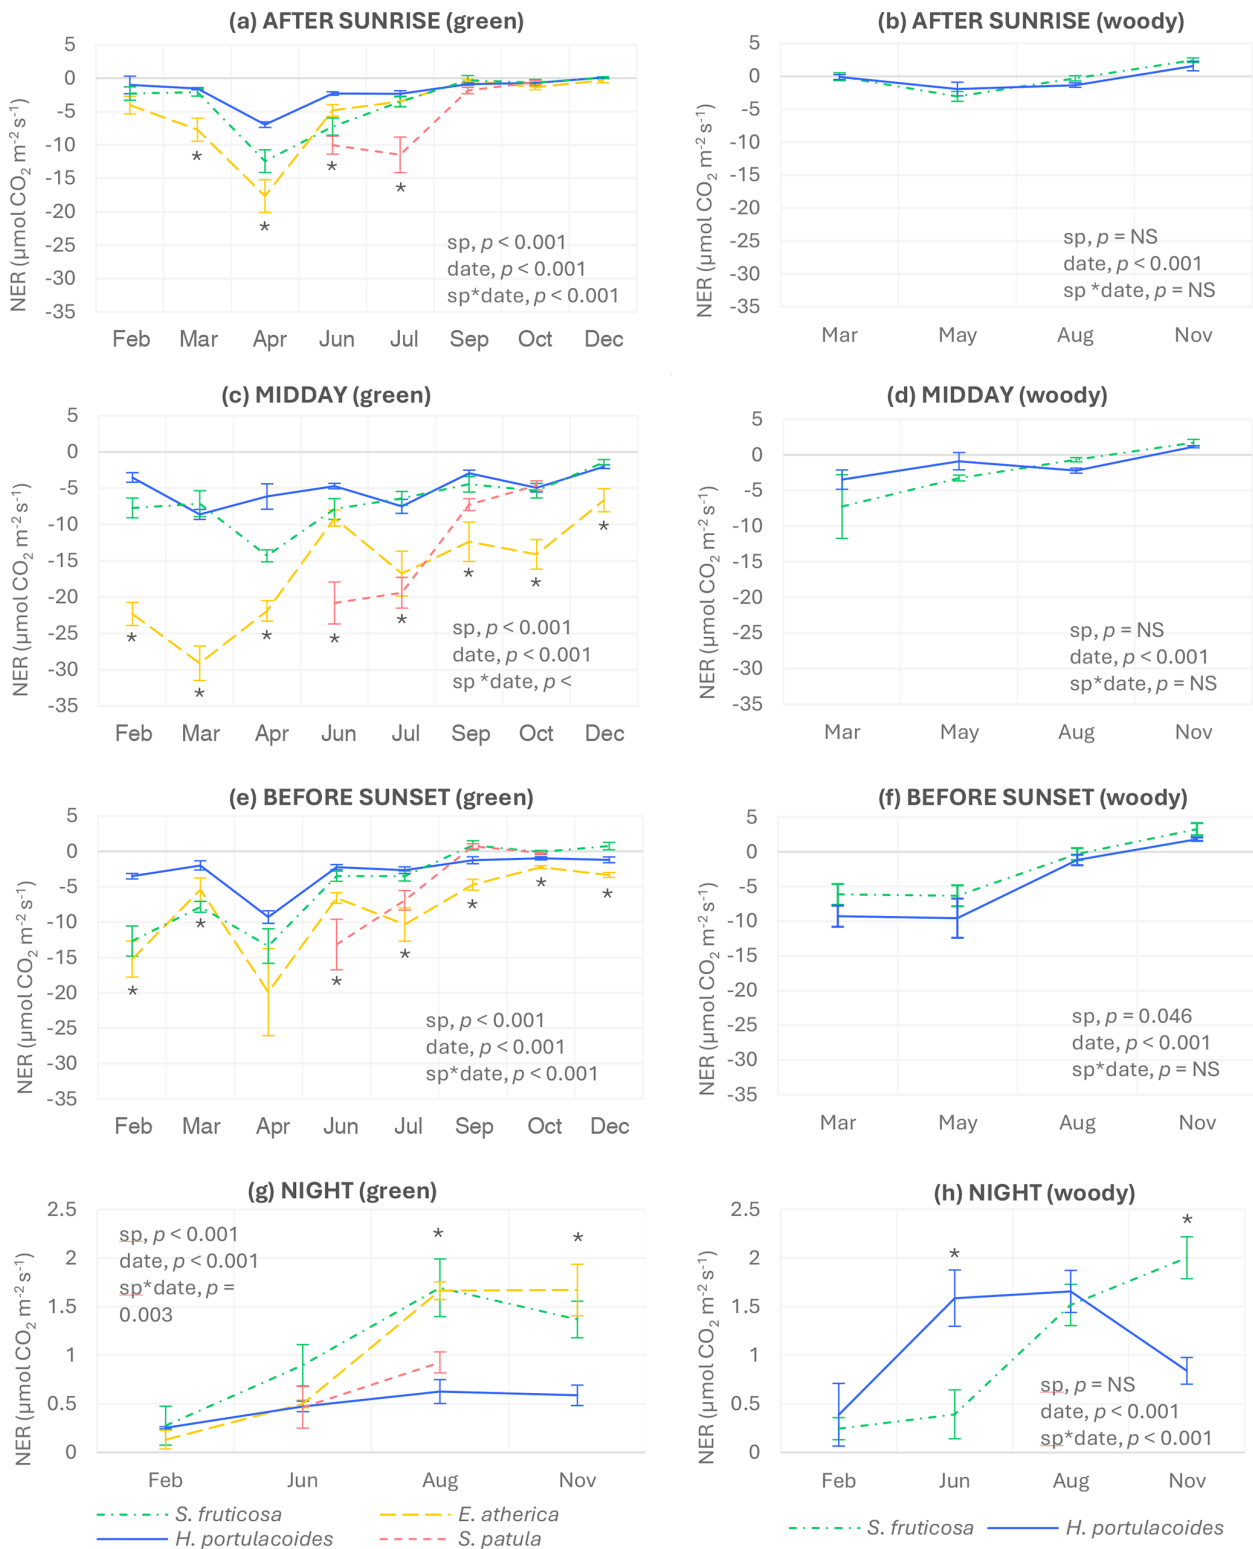 (a) AFTER SUNRISE (green)
5
0
-5
-10
-15
-20
-25
-30
-35
NER (µmol CO2 m-2 s-1)
*
*
*
*
sp, p < 0.001
date, p < 0.001
sp*date, p < 0.001
Feb Mar Apr Jun Jul Sep Oct Dec
(b) AFTER SUNRISE (woody)
5
0
-5
-10
-15
-20
-25
-30
-35
NER (µmol CO2 m-2 s-1)
sp, p = NS
date, p < 0.001
sp *date, p = NS
Mar May Aug Nov
(c) MIDDAY (green)
5
0
-5
-10
-15
-20
-25
-30
-35
NER (µmol CO2 m-2 s-1)
*
*
*
*
*
*
*
*
sp, p < 0.001
date, p < 0.001
sp *date, p <
Feb Mar Apr Jun Jul Sep Oct Dec
(d) MIDDAY (woody)
5
0
-5
-10
-15
-20
-25
-30
-35
NER (µmol CO2 m-2 s-1)
sp, p = NS
date, p < 0.001
sp*date, p = NS
Mar May Aug Nov
(e) BEFORE SUNSET (green)
5
0
-5
-10
-15
-20
-25
-30
-35
NER (µmol CO2 m-2 s-1)
*
*
*
*
*
*
*
sp, p < 0.001
date, p < 0.001
sp*date, p < 0.001
Feb Mar Apr Jun Jul Sep Oct Dec
(f) BEFORE SUNSET (woody)
5
0
-5
-10
-15
-20
-25
-30
-35
NER (µmol CO2 m-2 s-1)
sp, p = 0.046
date, p < 0.001
sp*date, p = NS
Mar May Aug Nov
(g) NIGHT (green)
2.5
2
1.5
1
0.5
0
NER (µmol CO2 m-2 s-1)
sp, p < 0.001
date, p < 0.001
sp*date, p =
0.003
*
*
Feb Jun Aug Nov
S. fruticosa E. atherica
H. portulacoides S. patula
(h) NIGHT (woody)
2.5
2
1.5
1
0.5
0
NER (µmol CO2 m-2 s-1)
*
*
sp, p = NS
date, p < 0.001
sp*date, p < 0.001
Feb Jun Aug Nov
S. fruticosa H. portulacoides